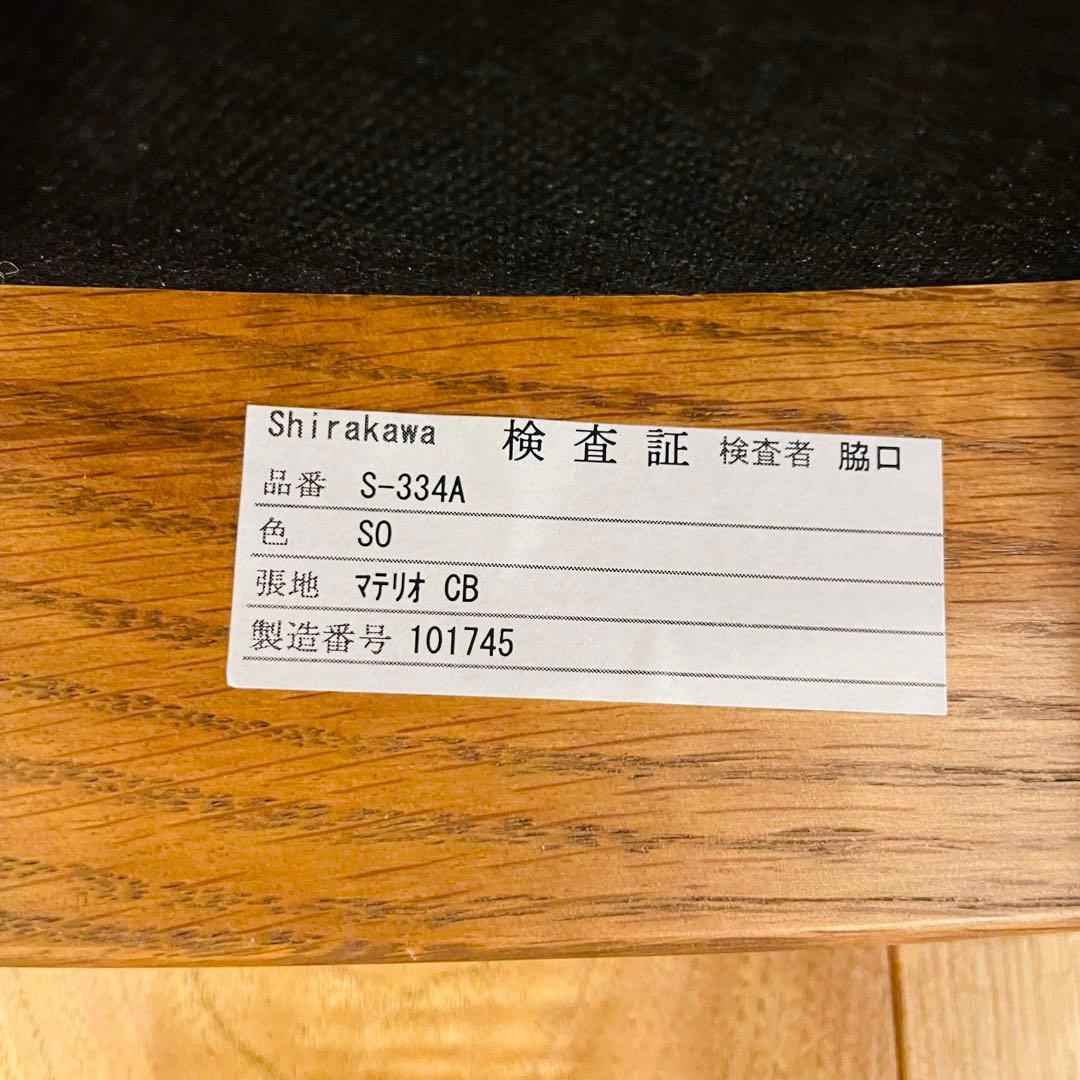 Shirakawa 検査証 検査者 脇口
品番 S-334A
色 SO
張地 ﾏﾃﾘｵ CB
製造番号 101745